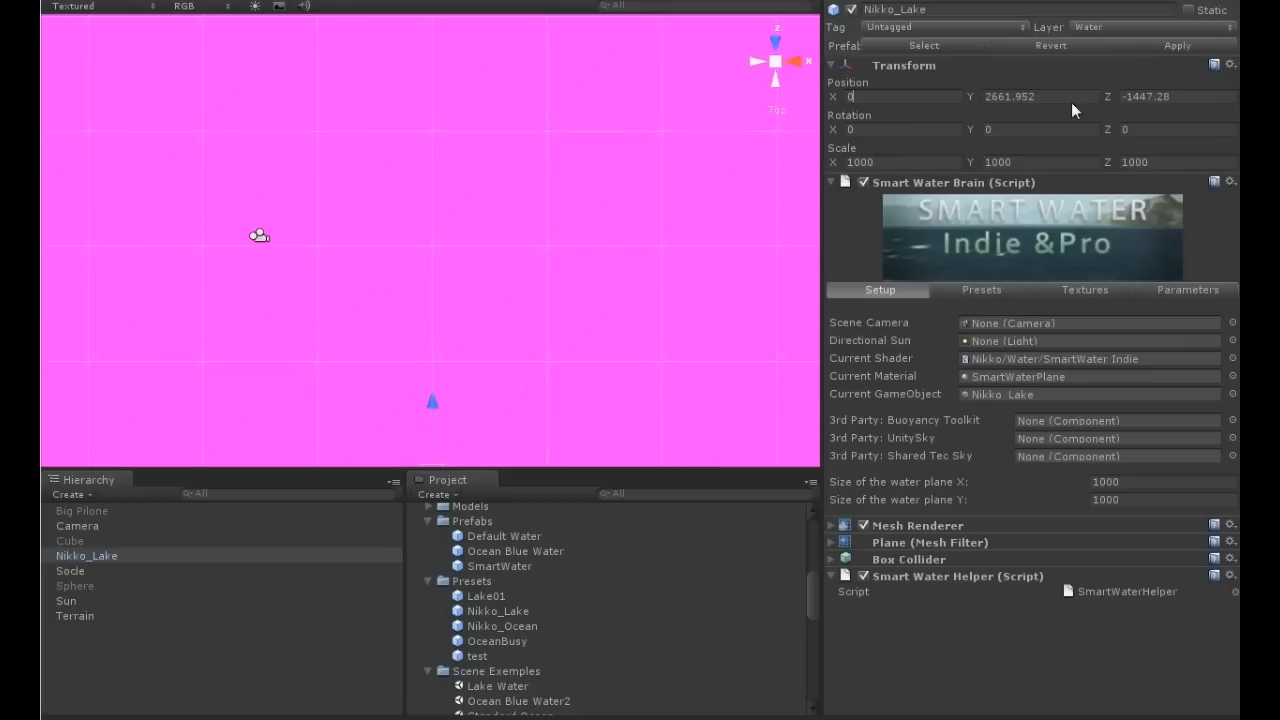 Textured RGB All
Nikko_Lake Static
Tag Untagged Layer Water
Prefab Select Revert Apply
Transform
Position
X 0 Y 2661.952 Z -1447.28
Rotation
X 0 Y 0 Z 0
Scale
X 1000 Y 1000 Z 1000
Smart Water Brain (Script)
SMART WATER
Indie &Pro
Setup Presets Textures Parameters
Scene Camera None (Camera)
Directional Sun None (Light)
Current Shader Nikko/Water/SmartWater Indie
Current Material SmartWaterPlane
Current GameObject Nikko_Lake
3rd Party: Buoyancy Toolkit None (Component)
3rd Party: UnitySky None (Component)
3rd Party: Shared Tec Sky None (Component)
Size of the water plane X: 1000
Size of the water plane Y: 1000
Mesh Renderer
Plane (Mesh Filter)
Box Collider
Smart Water Helper (Script)
Script SmartWaterHelper
z
x
Top
Hierarchy
Create All
Big Pilone
Camera
Cube
Nikko_Lake
Socle
Sphere
Sun
Terrain
Project
Create All
Models
Prefabs
Default Water
Ocean Blue Water
SmartWater
Presets
Lake01
Nikko_Lake
Nikko_Ocean
OceanBusy
test
Scene Exemples
Lake Water
Ocean Blue Water2
Standard Ocean